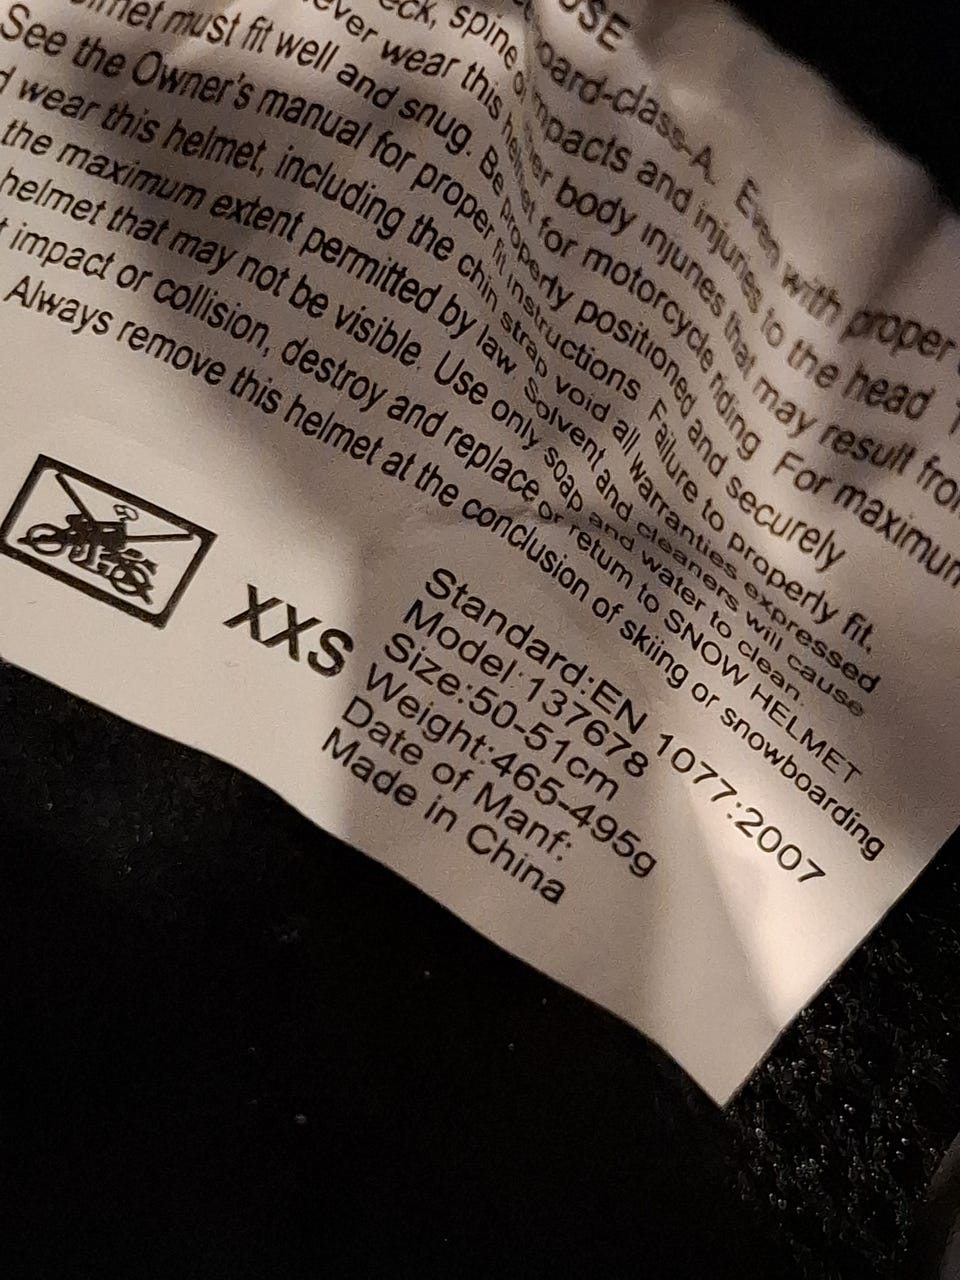 USE
oard-class-A. Even with proper
mpacts and injuries to the head
eck, spine or er body injuries that may result from
ever wear this helmet for motorcycle riding. For maximum
elmet must fit well and snug. Be properly positioned and securely
See the Owner's manual for proper fit instructions. Failure to properly fit,
d wear this helmet, including the chin strap void all warranties expressed
the maximum extent permitted by law. Solvent and cleaners will cause
helmet that may not be visible. Use only soap and water to clean.
t impact or collision, destroy and replace or return to SNOW HELMET
Always remove this helmet at the conclusion of skiing or snowboarding
XXS
Standard:EN 1077:2007
Model:137678
Size:50-51cm
Weight:465-495g
Date of Manf:
Made in China